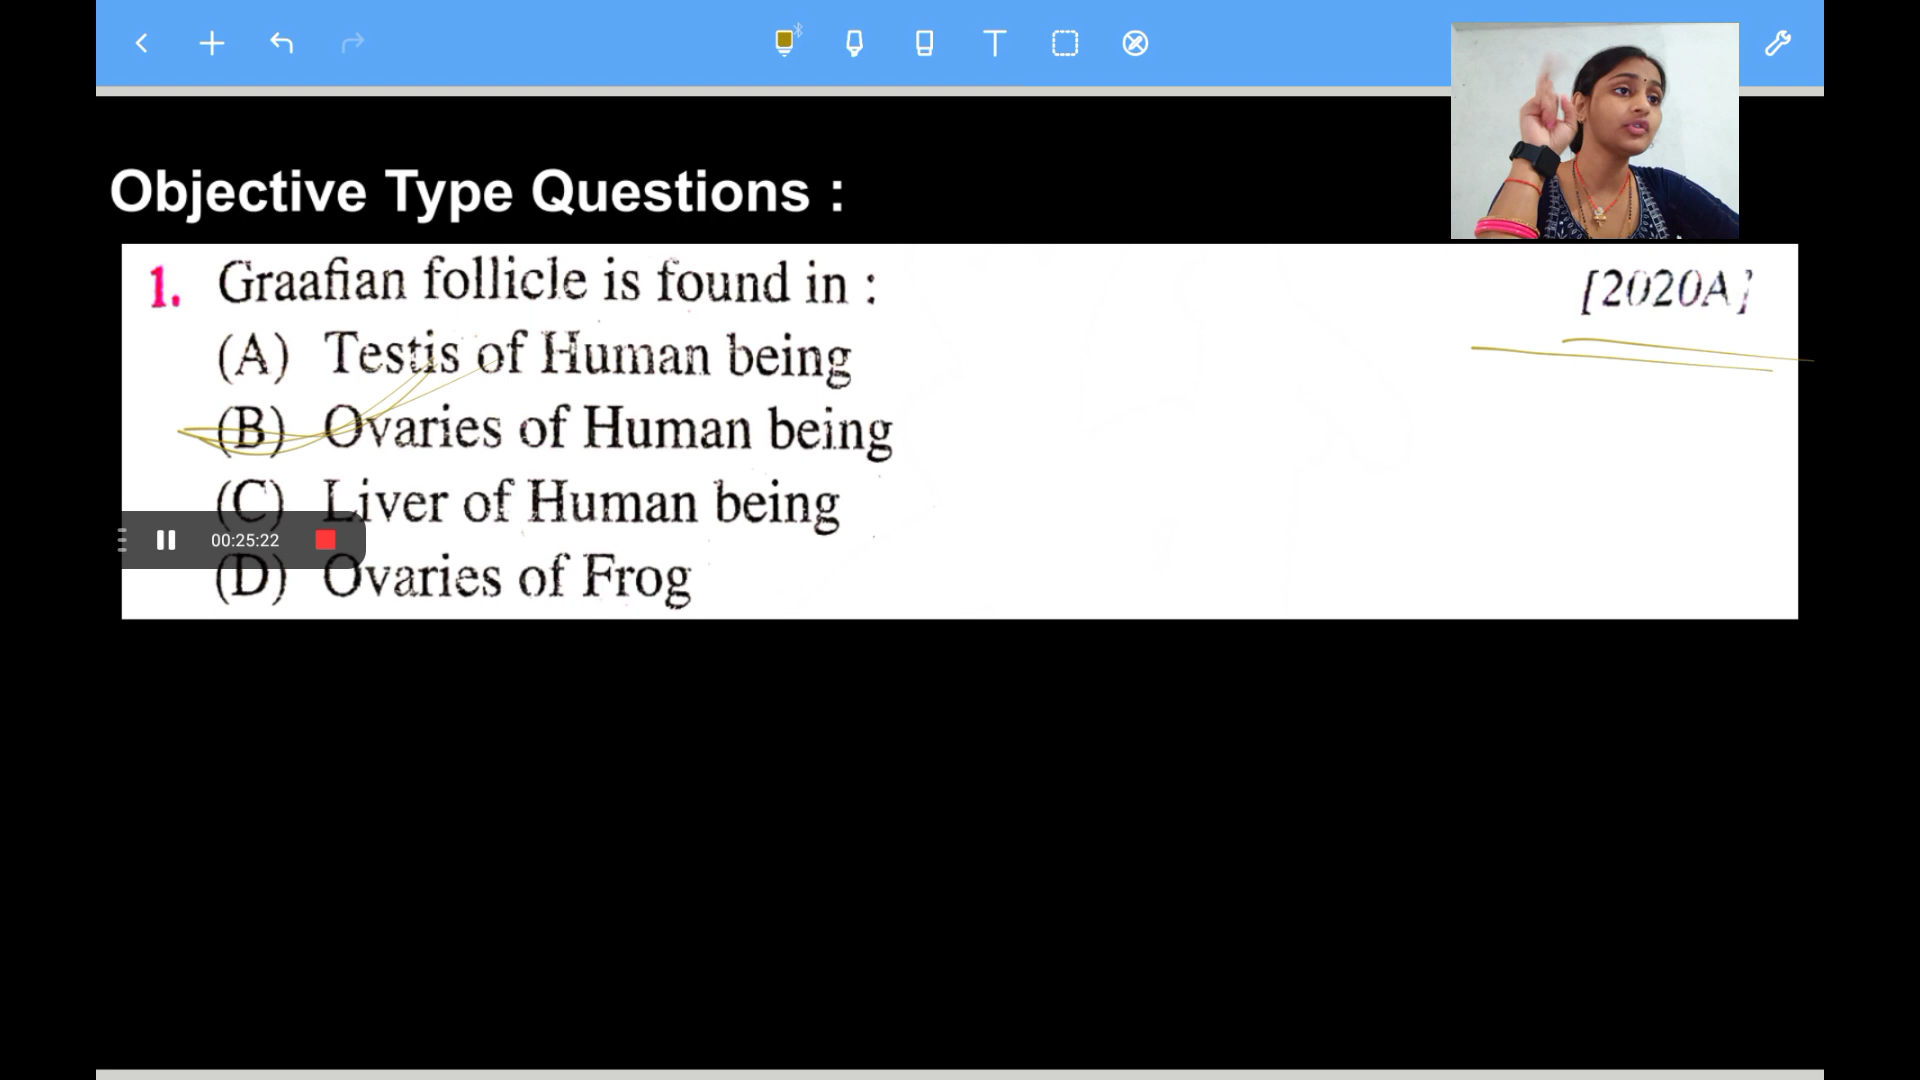 Objective Type Questions :
1. Graafian follicle is found in : [2020A]
(A) Testis of Human being
(B) Ovaries of Human being
(C) Liver of Human being
00:25:22
(D) Ovaries of Frog